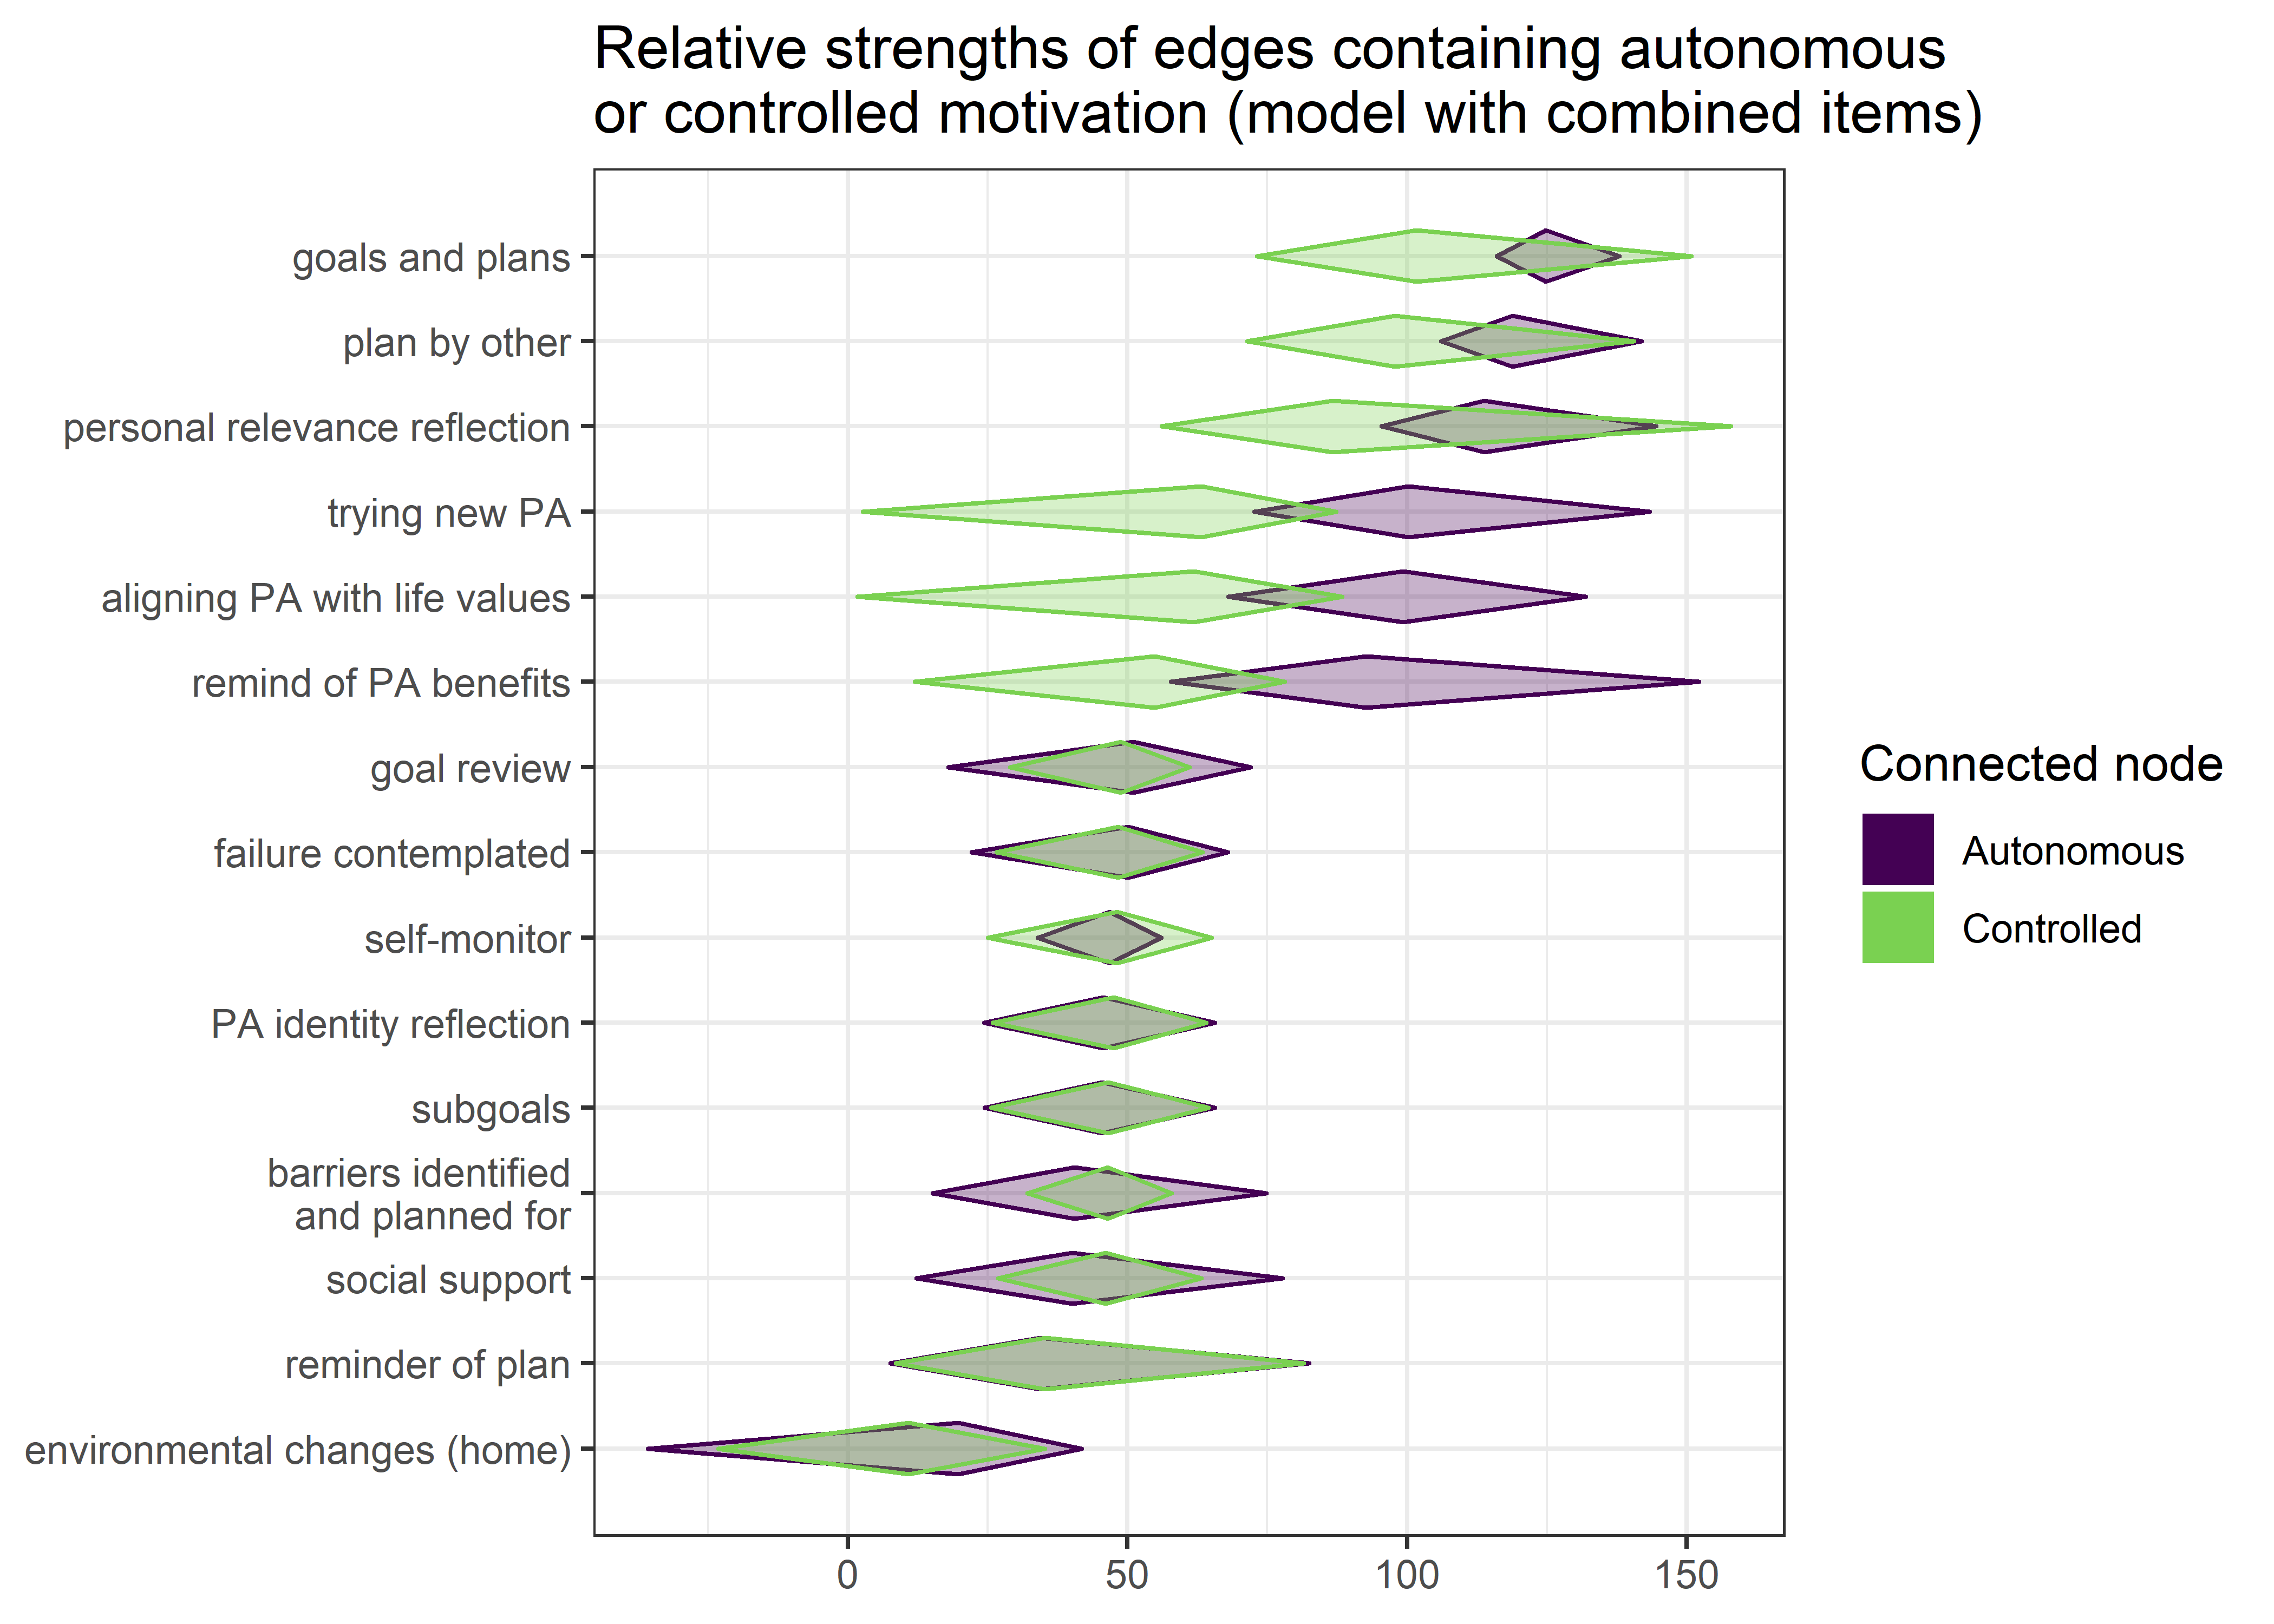 Relative strengths of edges containing autonomous
or controlled motivation (model with combined items)
goals and plans
plan by other
personal relevance reflection
trying new PA
aligning PA with life values
remind of PA benefits
goal review
failure contemplated
self-monitor
PA identity reflection
subgoals
barriers identified
and planned for
social support
reminder of plan
environmental changes (home)
0 50 100 150
Connected node
Autonomous
Controlled